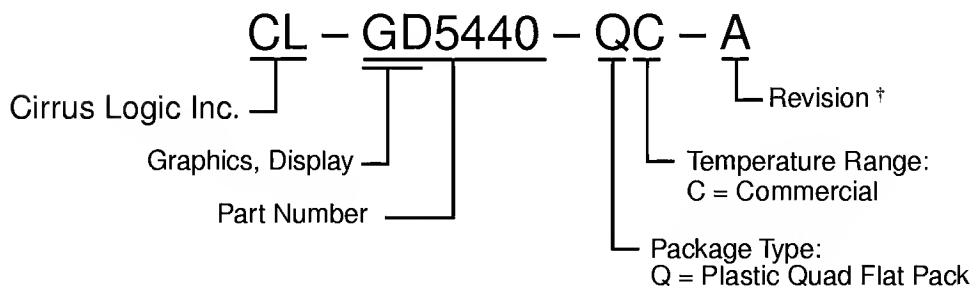 CL – GD5440 – QC – A
Cirrus Logic Inc.
Revision †
Graphics, Display
Temperature Range:
C = Commercial
Part Number
Package Type:
Q = Plastic Quad Flat Pack